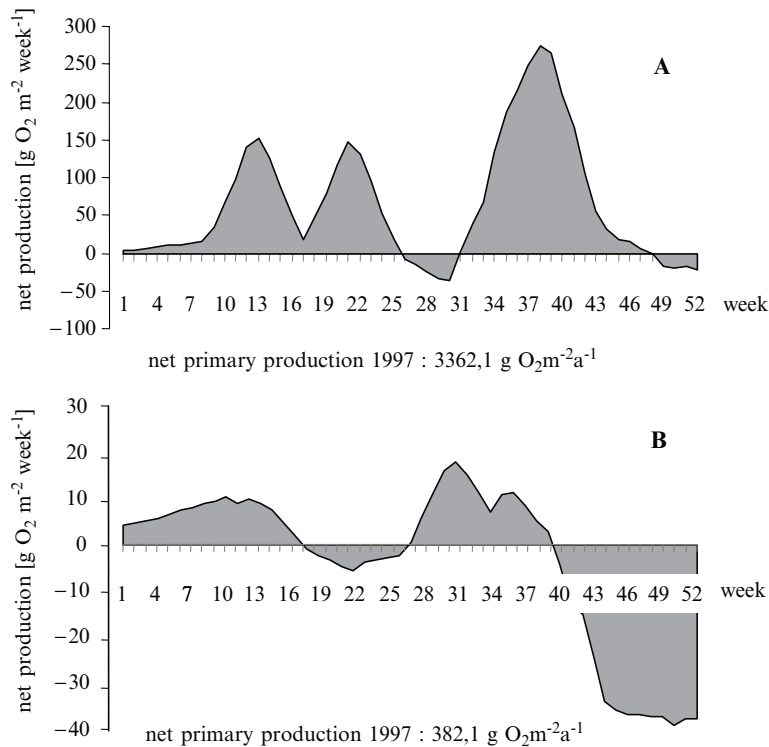 net production [g O₂ m⁻² week⁻¹]
300
250
200
150
100
50
0
−50
−100
A
1 4 7 10 13 16 19 22 25 28 31 34 37 40 43 46 49 52 week
net primary production 1997 : 3362,1 g O₂m⁻²a⁻¹
net production [g O₂ m⁻² week⁻¹]
30
20
10
0
−10
−20
−30
−40
B
1 4 7 10 13 16 19 22 25 28 31 34 37 40 43 46 49 52 week
net primary production 1997 : 382,1 g O₂m⁻²a⁻¹